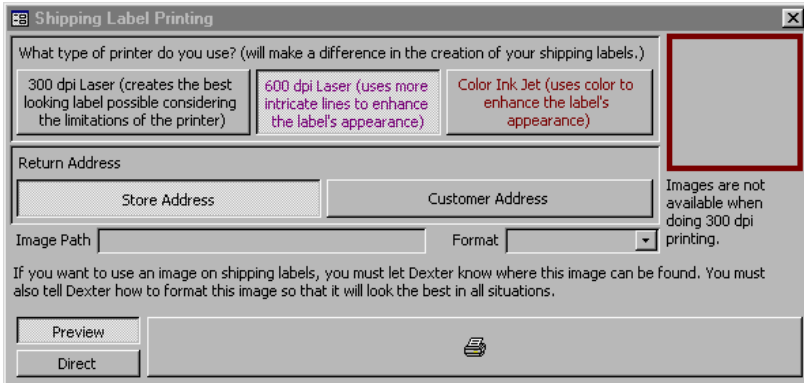 Shipping Label Printing
What type of printer do you use? (will make a difference in the creation of your shipping labels.)
300 dpi Laser (creates the best
looking label possible considering
the limitations of the printer)
600 dpi Laser (uses more
intricate lines to enhance
the label's appearance)
Color Ink Jet (uses color to
enhance the label's
appearance)
Return Address
Store Address
Customer Address
Images are not
available when
doing 300 dpi
printing.
Image Path
Format
If you want to use an image on shipping labels, you must let Dexter know where this image can be found. You must
also tell Dexter how to format this image so that it will look the best in all situations.
Preview
Direct